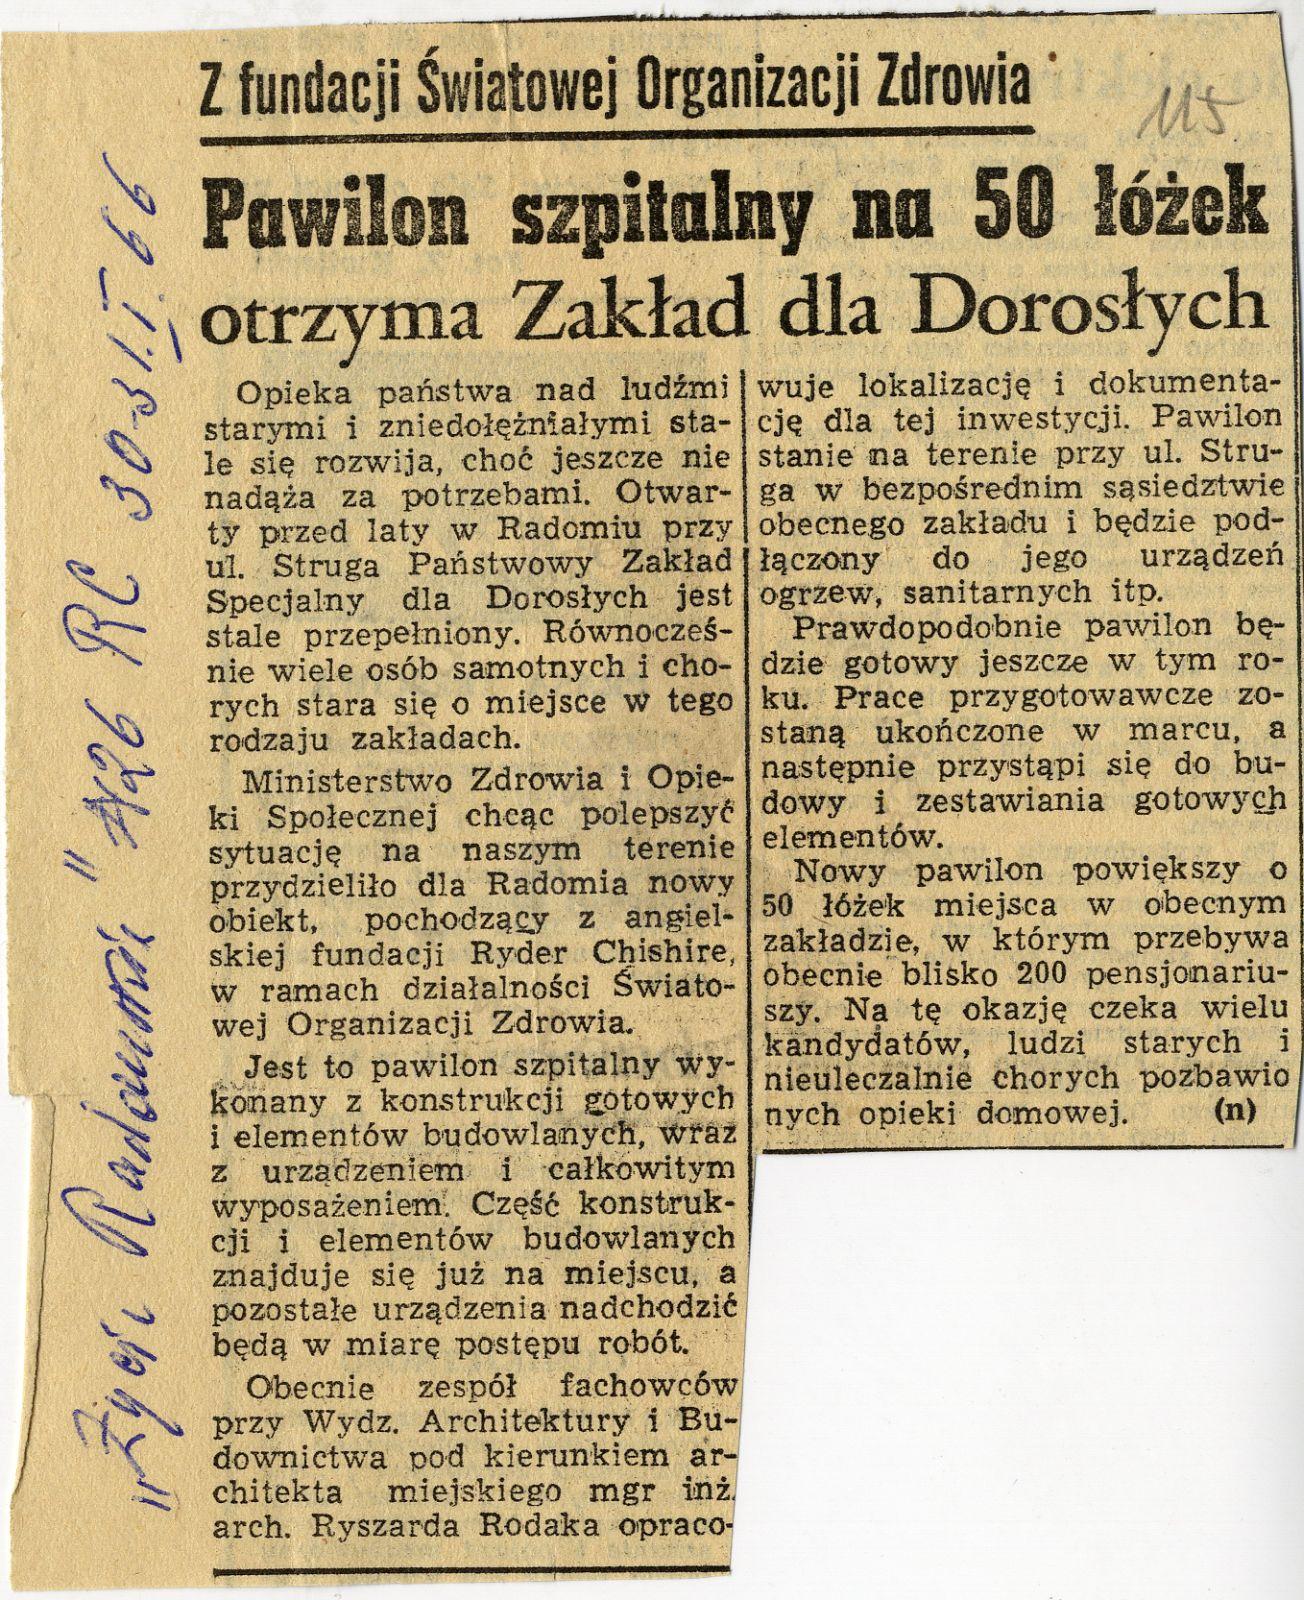 Z fundacji Światowej Organizacji Zdrowia
115
Pawilon szpitalny na 50 łóżek
otrzyma Zakład dla Dorosłych
Opieka państwa nad ludźmi
starymi i zniedołężniałymi sta-
le się rozwija, choć jeszcze nie
nadąża za potrzebami. Otwar-
ty przed laty w Radomiu przy
ul. Struga Państwowy Zakład
Specjalny dla Dorosłych jest
stale przepełniony. Równocześ-
nie wiele osób samotnych i cho-
rych stara się o miejsce w tego
rodzaju zakładach.
Ministerstwo Zdrowia i Opie-
ki Społecznej chcąc polepszyć
sytuację na naszym terenie
przydzieliło dla Radomia nowy
obiekt, pochodzący z angiel-
skiej fundacji Ryder Chishire,
w ramach działalności Świato-
wej Organizacji Zdrowia.
Jest to pawilon szpitalny wy-
konany z konstrukcji gotowych
i elementów budowlanych, wraz
z urządzeniem i całkowitym
wyposażeniem. Część konstruk-
cji i elementów budowlanych
znajduje się już na miejscu, a
pozostałe urządzenia nadchodzić
będą w miarę postępu robót.
Obecnie zespół fachowców
przy Wydz. Architektury i Bu-
downictwa pod kierunkiem ar-
chitekta miejskiego mgr inż.
arch. Ryszarda Rodaka opraco-
wuje lokalizację i dokumenta-
cję dla tej inwestycji. Pawilon
stanie na terenie przy ul. Stru-
ga w bezpośrednim sąsiedztwie
obecnego zakładu i będzie pod-
łączony do jego urządzeń
ogrzew, sanitarnych itp.
Prawdopodobnie pawilon bę-
dzie gotowy jeszcze w tym ro-
ku. Prace przygotowawcze zo-
staną ukończone w marcu, a
następnie przystąpi się do bu-
dowy i zestawiania gotowych
elementów.
Nowy pawilon powiększy o
50 łóżek miejsca w obecnym
zakładzie, w którym przebywa
obecnie blisko 200 pensjonariu-
szy. Na tę okazję czeka wielu
kandydatów, ludzi starych i
nieuleczalnie chorych pozbawio
nych opieki domowej. (n)
"Życie Radomskie" N26 RC 30-31.I.66